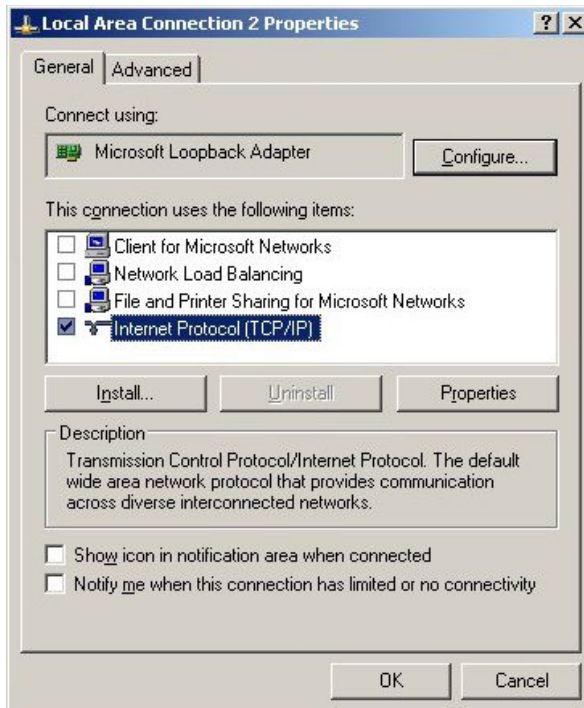 Local Area Connection 2 Properties
General
Advanced
Connect using:
Microsoft Loopback Adapter
Configure...
This connection uses the following items:
Client for Microsoft Networks
Network Load Balancing
File and Printer Sharing for Microsoft Networks
Internet Protocol (TCP/IP)
Install...
Uninstall
Properties
Description
Transmission Control Protocol/Internet Protocol. The default
wide area network protocol that provides communication
across diverse interconnected networks.
Show icon in notification area when connected
Notify me when this connection has limited or no connectivity
OK
Cancel